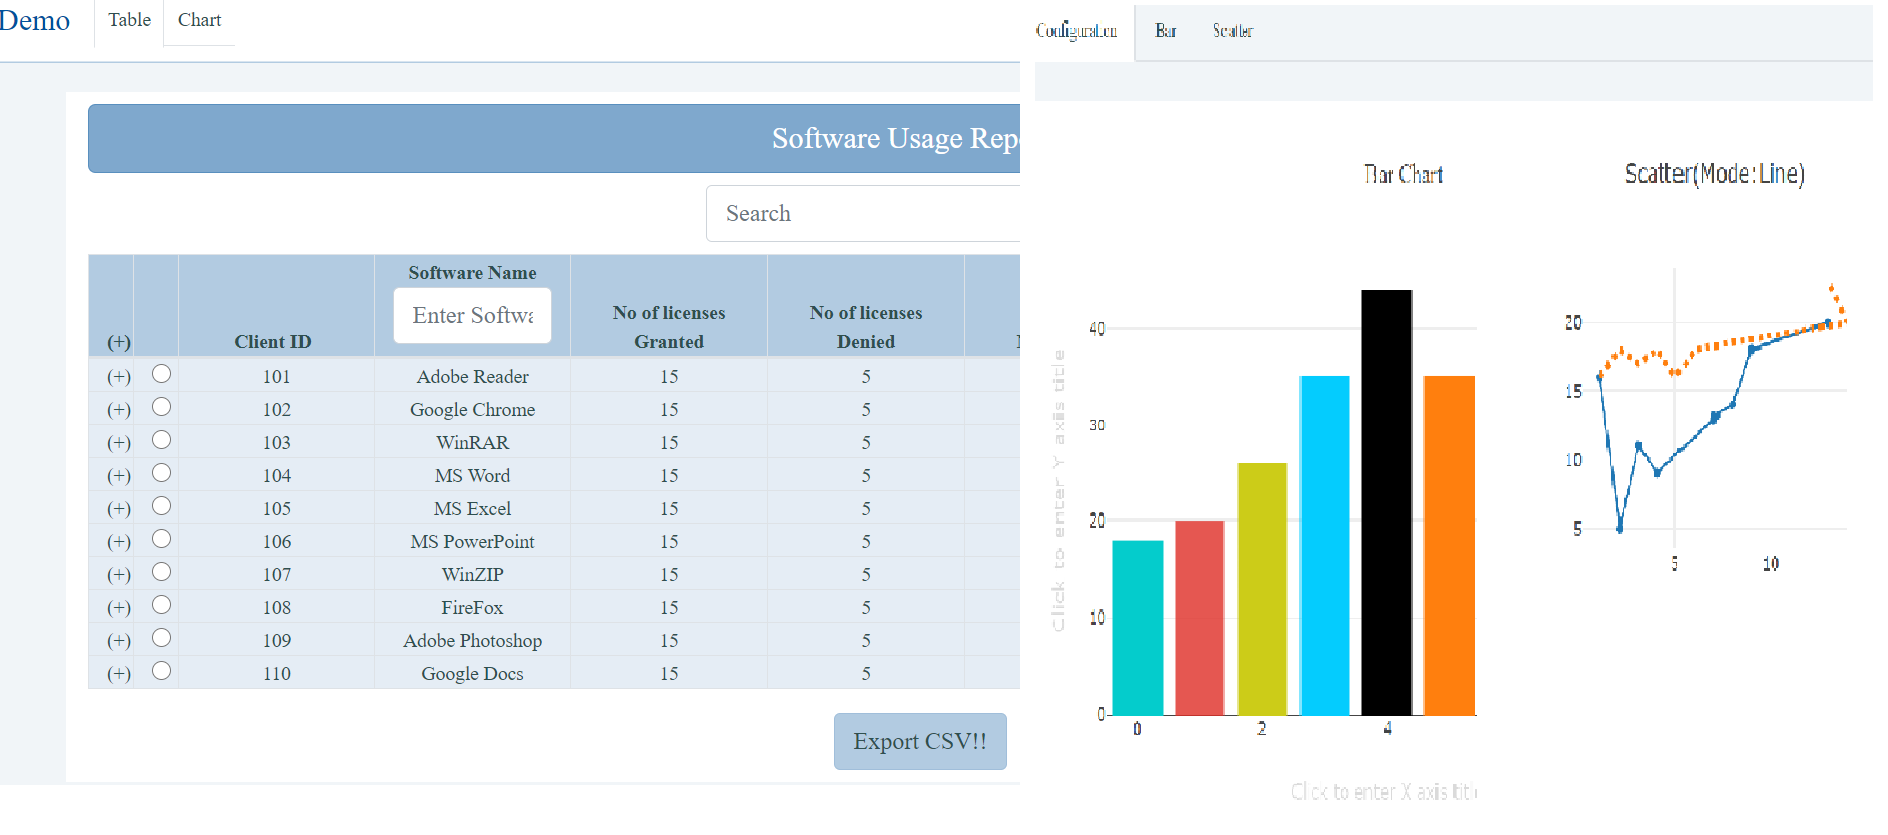 Demo
Table
Chart
Software Usage Rep
Search
(+)
Client ID
Software Name
Enter Softwa
No of licenses
Granted
No of licenses
Denied
(+) 101 Adobe Reader 15 5
(+) 102 Google Chrome 15 5
(+) 103 WinRAR 15 5
(+) 104 MS Word 15 5
(+) 105 MS Excel 15 5
(+) 106 MS PowerPoint 15 5
(+) 107 WinZIP 15 5
(+) 108 FireFox 15 5
(+) 109 Adobe Photoshop 15 5
(+) 110 Google Docs 15 5
Export CSV!!
Configuration
Bar
Scatter
Bar Chart
Click to enter Y axis title
40
30
20
10
0
0 2 4
Click to enter X axis titl
Scatter(Mode:Line)
20
15
10
5
5 10